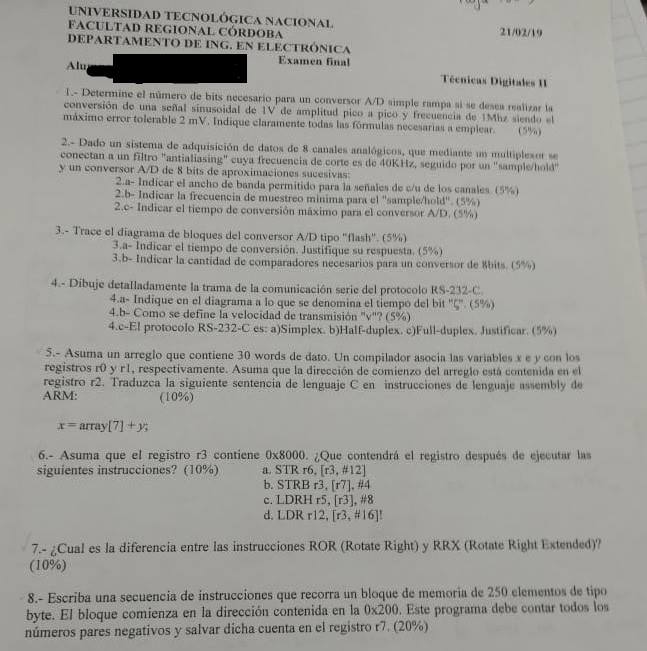 UNIVERSIDAD TECNOLÓGICA NACIONAL
FACULTAD REGIONAL CÓRDOBA
21/02/19
DEPARTAMENTO DE ING. EN ELECTRÓNICA
Examen final
Técnicas Digitales II
1.- Determine el número de bits necesario para un conversor A/D simple rampa si se desea realizar la
conversión de una señal sinusoidal de 1V de amplitud pico a pico y frecuencia de 1Mhz siendo el
máximo error tolerable 2 mV. Indique claramente todas las fórmulas necesarias a emplear. (5%)
2.- Dado un sistema de adquisición de datos de 8 canales analógicos, que mediante un multiplexor se
conectan a un filtro "antialiasing" cuya frecuencia de corte es de 40KHz, seguido por un "sample/hold"
y un conversor A/D de 8 bits de aproximaciones sucesivas:
2.a- Indicar el ancho de banda permitido para la señales de c/u de los canales. (5%)
2.b- Indicar la frecuencia de muestreo mínima para el "sample/hold". (5%)
2.c- Indicar el tiempo de conversión máximo para el conversor A/D. (5%)
3.- Trace el diagrama de bloques del conversor A/D tipo "flash". (5%)
3.a- Indicar el tiempo de conversión. Justifique su respuesta. (5%)
3.b- Indicar la cantidad de comparadores necesarios para un conversor de 8bits. (5%)
4.- Dibuje detalladamente la trama de la comunicación serie del protocolo RS-232-C.
4.a- Indique en el diagrama a lo que se denomina el tiempo del bit "ζ". (5%)
4.b- Como se define la velocidad de transmisión "v"? (5%)
4.c-El protocolo RS-232-C es: a)Simplex. b)Half-duplex. c)Full-duplex. Justificar. (5%)
5.- Asuma un arreglo que contiene 30 words de dato. Un compilador asocia las variables x e y con los
registros r0 y r1, respectivamente. Asuma que la dirección de comienzo del arreglo está contenida en el
registro r2. Traduzca la siguiente sentencia de lenguaje C en instrucciones de lenguaje assembly de
ARM: (10%)
x = array[7] + y;
6.- Asuma que el registro r3 contiene 0x8000. ¿Que contendrá el registro después de ejecutar las
siguientes instrucciones? (10%) a. STR r6, [r3, #12]
b. STRB r3, [r7], #4
c. LDRH r5, [r3], #8
d. LDR r12, [r3, #16]!
7.- ¿Cual es la diferencia entre las instrucciones ROR (Rotate Right) y RRX (Rotate Right Extended)?
(10%)
8.- Escriba una secuencia de instrucciones que recorra un bloque de memoria de 250 elementos de tipo
byte. El bloque comienza en la dirección contenida en la 0x200. Este programa debe contar todos los
números pares negativos y salvar dicha cuenta en el registro r7. (20%)